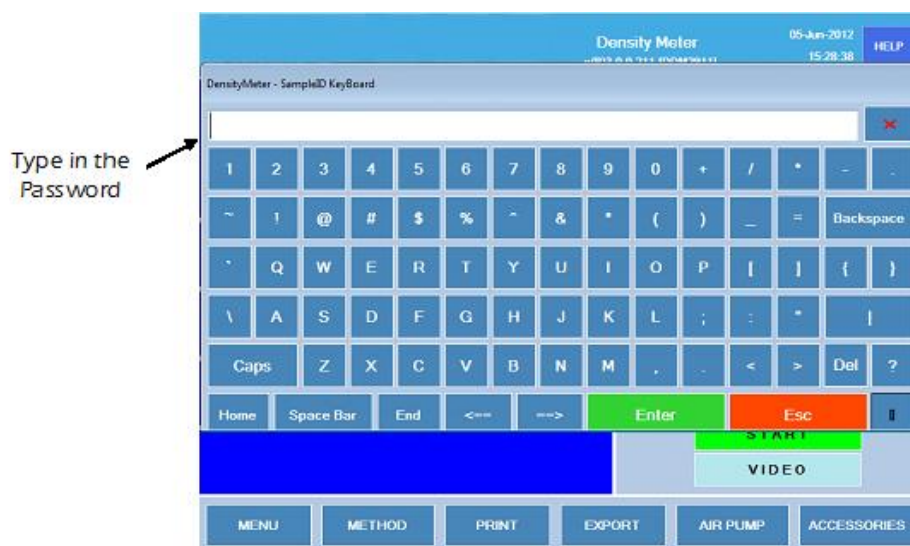 Density Meter
05-Jun-2012
15:28:38
HELP
DensityMeter - SampleID KeyBoard
Type in the
Password
1 2 3 4 5 6 7 8 9 0 + / * - .
~ ! @ # $ % ^ & * ( ) _ = Backspace
` Q W E R T Y U I O P [ ] { }
\ A S D F G H J K L ; : " |
Caps Z X C V B N M , . < > Del ?
Home Space Bar End <-- --> Enter Esc
START
VIDEO
MENU METHOD PRINT EXPORT AIR PUMP ACCESSORIES